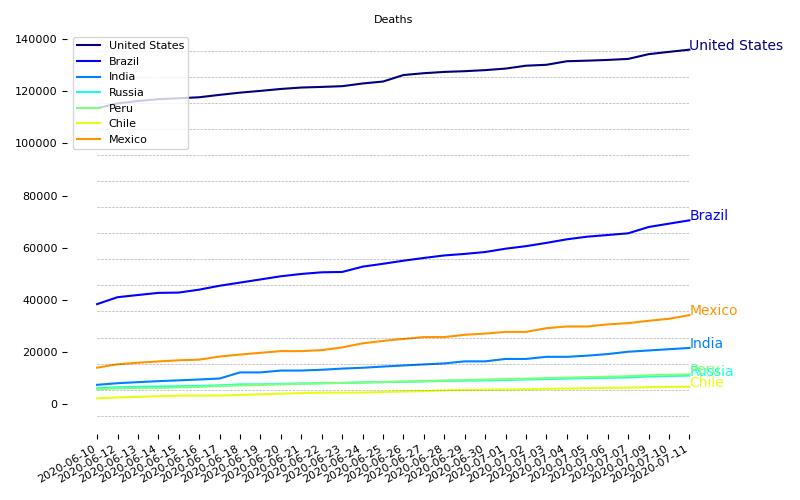 Deaths
140000
120000
100000
80000
60000
40000
20000
0
United States
Brazil
India
Russia
Peru
Chile
Mexico
United States
Brazil
Mexico
India
Peru
Russia
Chile
2020-06-10
2020-06-12
2020-06-13
2020-06-14
2020-06-15
2020-06-16
2020-06-17
2020-06-18
2020-06-19
2020-06-20
2020-06-21
2020-06-22
2020-06-23
2020-06-24
2020-06-25
2020-06-26
2020-06-27
2020-06-28
2020-06-29
2020-06-30
2020-07-01
2020-07-02
2020-07-03
2020-07-04
2020-07-05
2020-07-06
2020-07-07
2020-07-09
2020-07-10
2020-07-11